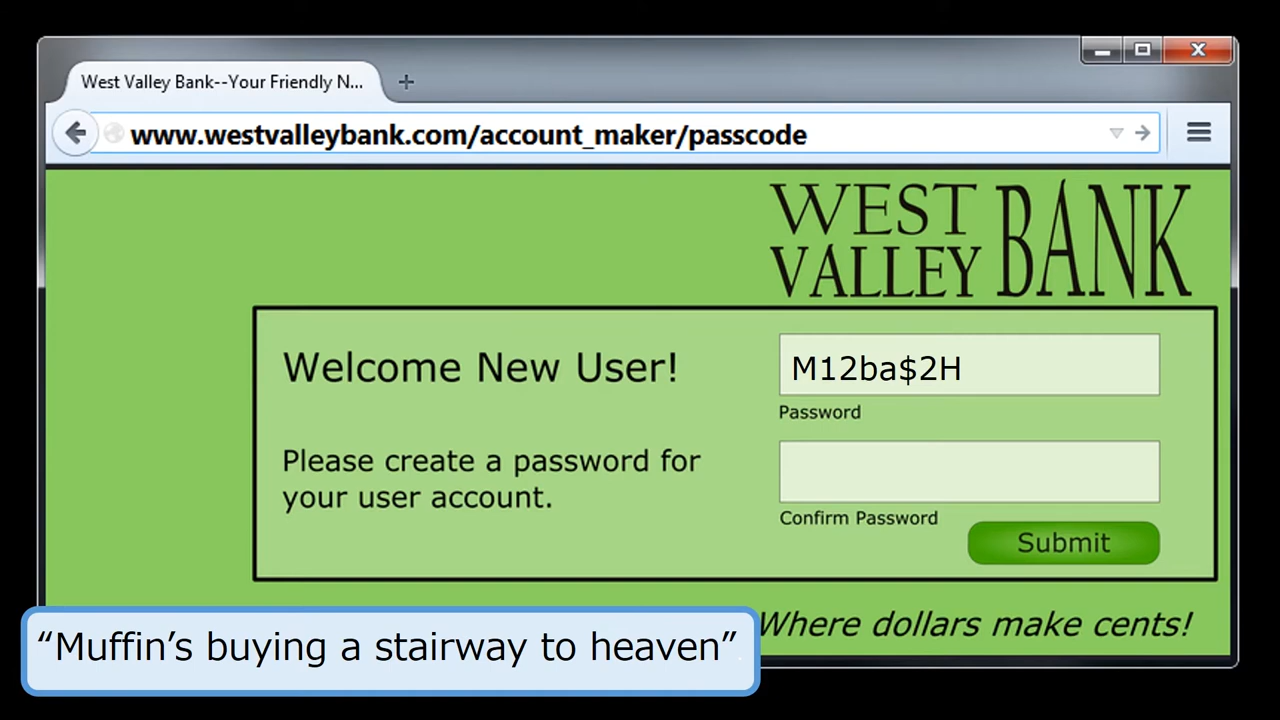 West Valley Bank--Your Friendly N...
www.westvalleybank.com/account_maker/passcode
WEST
VALLEY BANK
Welcome New User!
M12ba$2H
Password
Please create a password for
your user account.
Confirm Password
Submit
Where dollars make cents!
“Muffin’s buying a stairway to heaven”